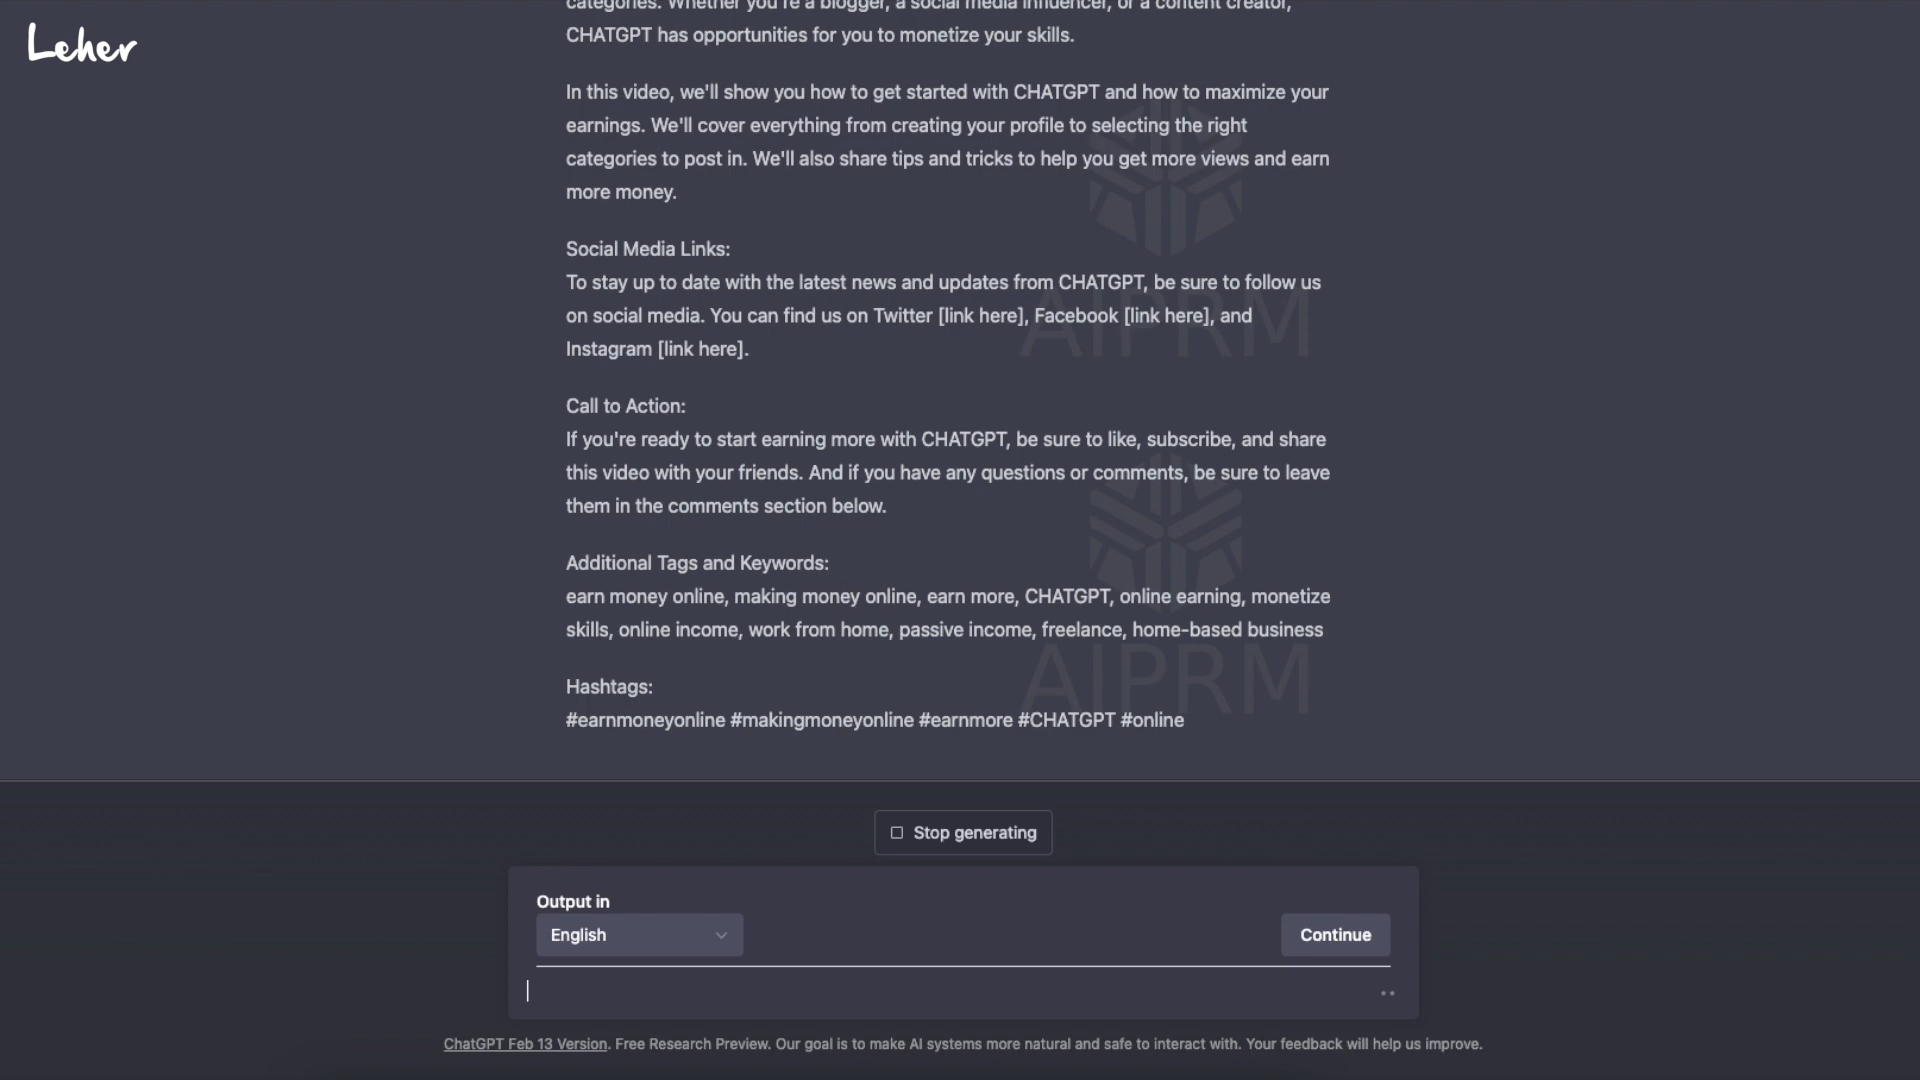 Leher
categories. Whether you're a blogger, a social media influencer, or a content creator,
CHATGPT has opportunities for you to monetize your skills.
In this video, we'll show you how to get started with CHATGPT and how to maximize your
earnings. We'll cover everything from creating your profile to selecting the right
categories to post in. We'll also share tips and tricks to help you get more views and earn
more money.
Social Media Links:
To stay up to date with the latest news and updates from CHATGPT, be sure to follow us
on social media. You can find us on Twitter [link here], Facebook [link here], and
Instagram [link here].
AIPRM
Call to Action:
If you're ready to start earning more with CHATGPT, be sure to like, subscribe, and share
this video with your friends. And if you have any questions or comments, be sure to leave
them in the comments section below.
Additional Tags and Keywords:
earn money online, making money online, earn more, CHATGPT, online earning, monetize
skills, online income, work from home, passive income, freelance, home-based business
AIPRM
Hashtags:
#earnmoneyonline #makingmoneyonline #earnmore #CHATGPT #online
Stop generating
Output in
English
Continue
ChatGPT Feb 13 Version. Free Research Preview. Our goal is to make AI systems more natural and safe to interact with. Your feedback will help us improve.